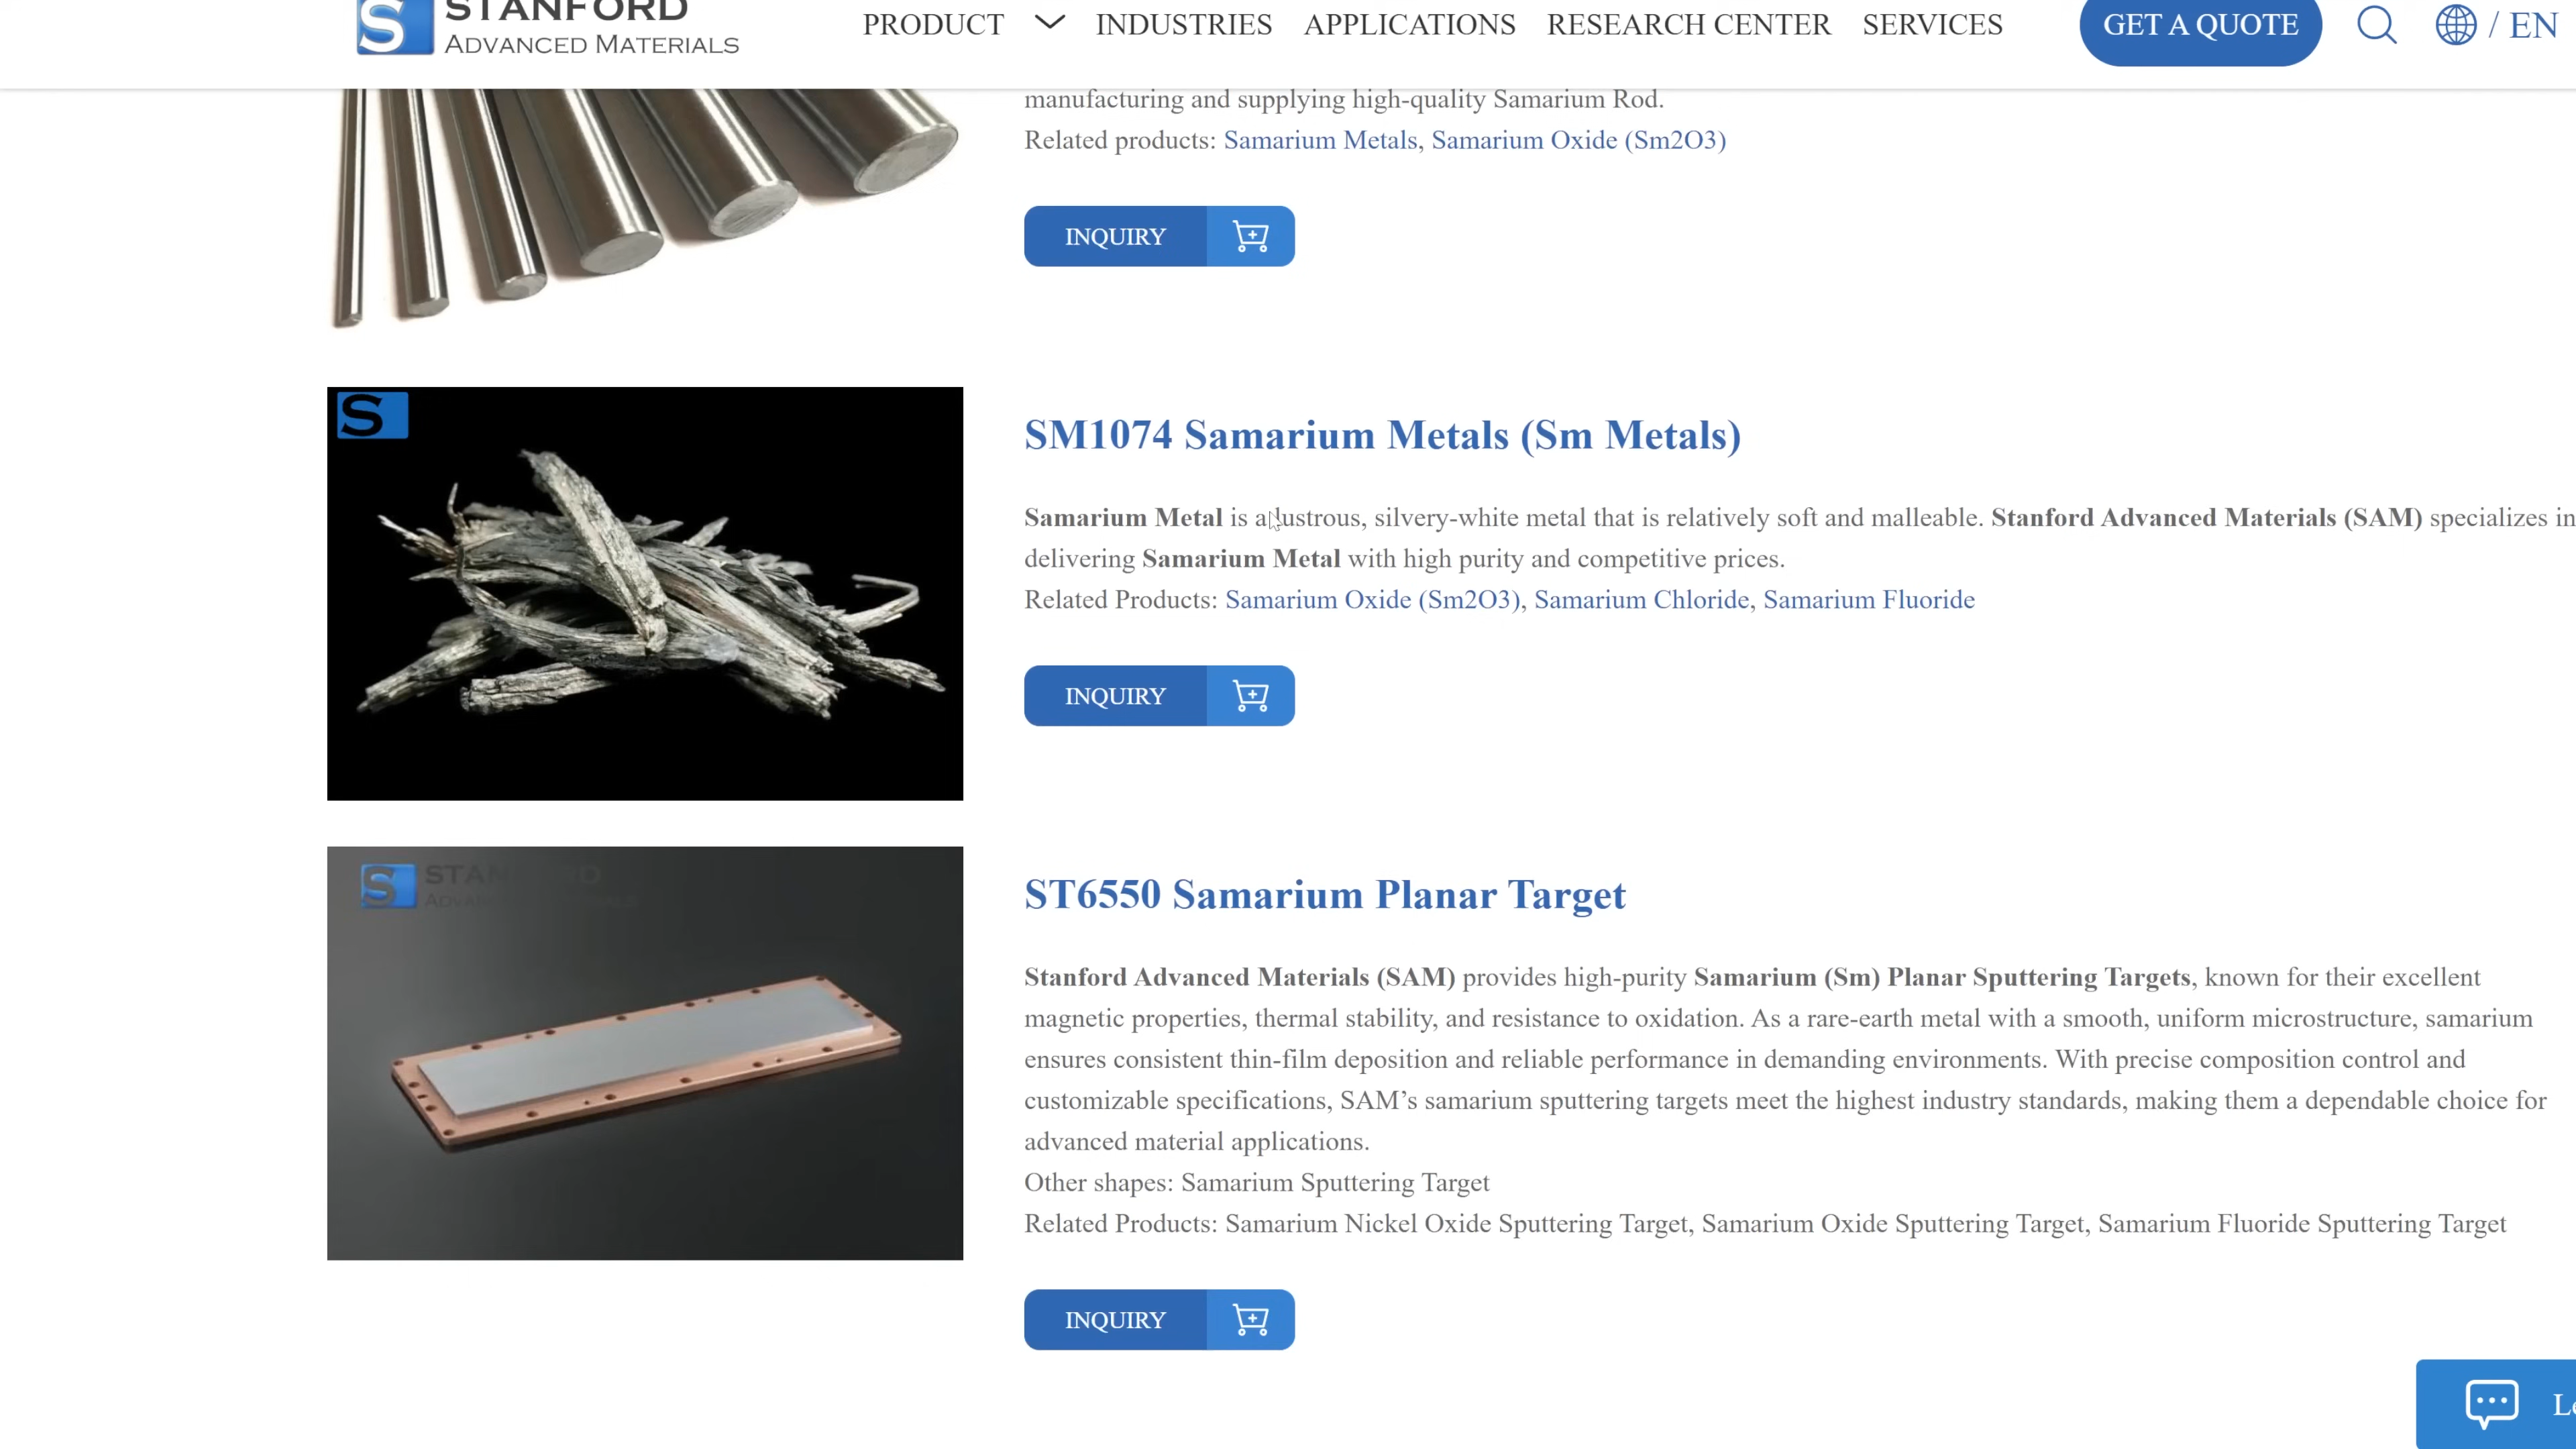 STANFORD
ADVANCED MATERIALS
PRODUCT INDUSTRIES APPLICATIONS RESEARCH CENTER SERVICES GET A QUOTE / EN
manufacturing and supplying high-quality Samarium Rod.
Related products: Samarium Metals, Samarium Oxide (Sm2O3)
INQUIRY
S
SM1074 Samarium Metals (Sm Metals)
Samarium Metal is a lustrous, silvery-white metal that is relatively soft and malleable. Stanford Advanced Materials (SAM) specializes in
delivering Samarium Metal with high purity and competitive prices.
Related Products: Samarium Oxide (Sm2O3), Samarium Chloride, Samarium Fluoride
INQUIRY
S
ST6550 Samarium Planar Target
Stanford Advanced Materials (SAM) provides high-purity Samarium (Sm) Planar Sputtering Targets, known for their excellent
magnetic properties, thermal stability, and resistance to oxidation. As a rare-earth metal with a smooth, uniform microstructure, samarium
ensures consistent thin-film deposition and reliable performance in demanding environments. With precise composition control and
customizable specifications, SAM’s samarium sputtering targets meet the highest industry standards, making them a dependable choice for
advanced material applications.
Other shapes: Samarium Sputtering Target
Related Products: Samarium Nickel Oxide Sputtering Target, Samarium Oxide Sputtering Target, Samarium Fluoride Sputtering Target
INQUIRY